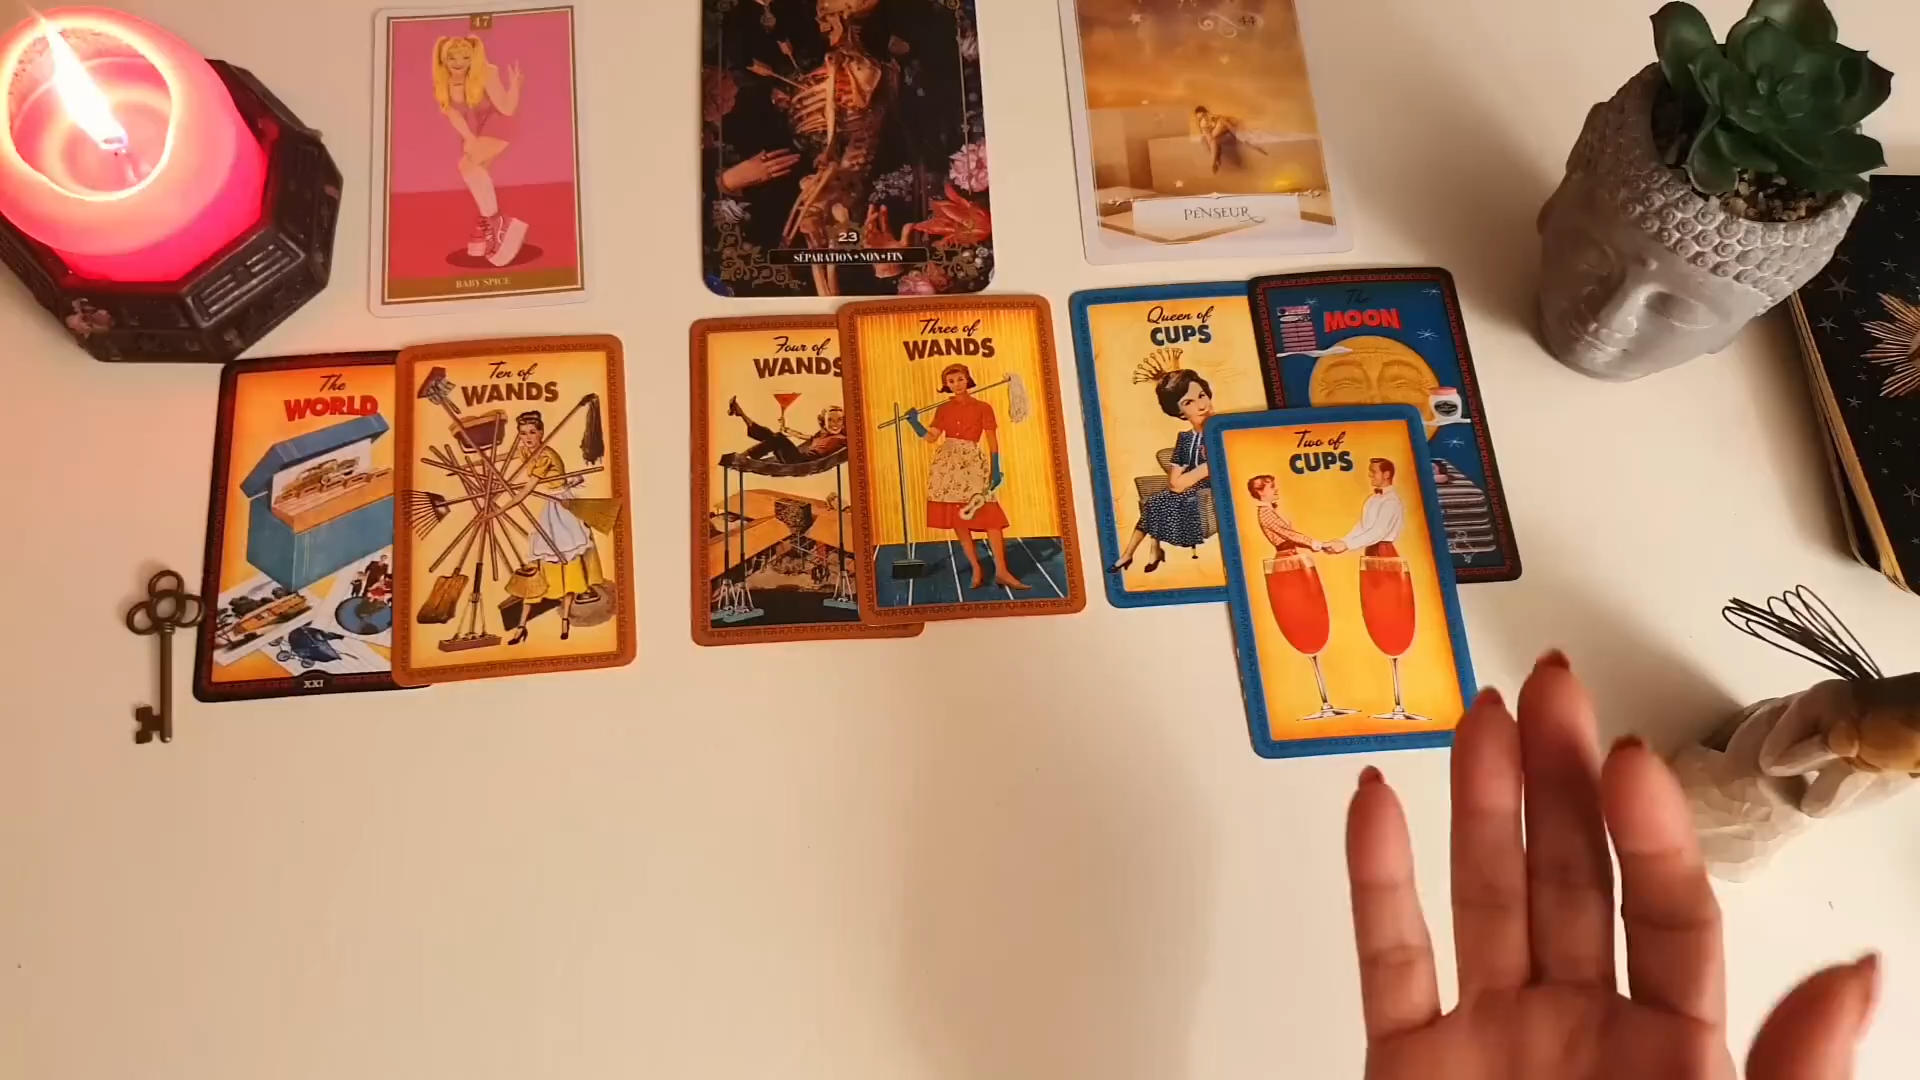 47
BABY SPICE
23
SÉPARATION • NON • FIN
44
PENSEUR
The
WORLD
XXI
Ten of
WANDS
Four of
WANDS
Three of
WANDS
Queen of
CUPS
The
MOON
Two of
CUPS